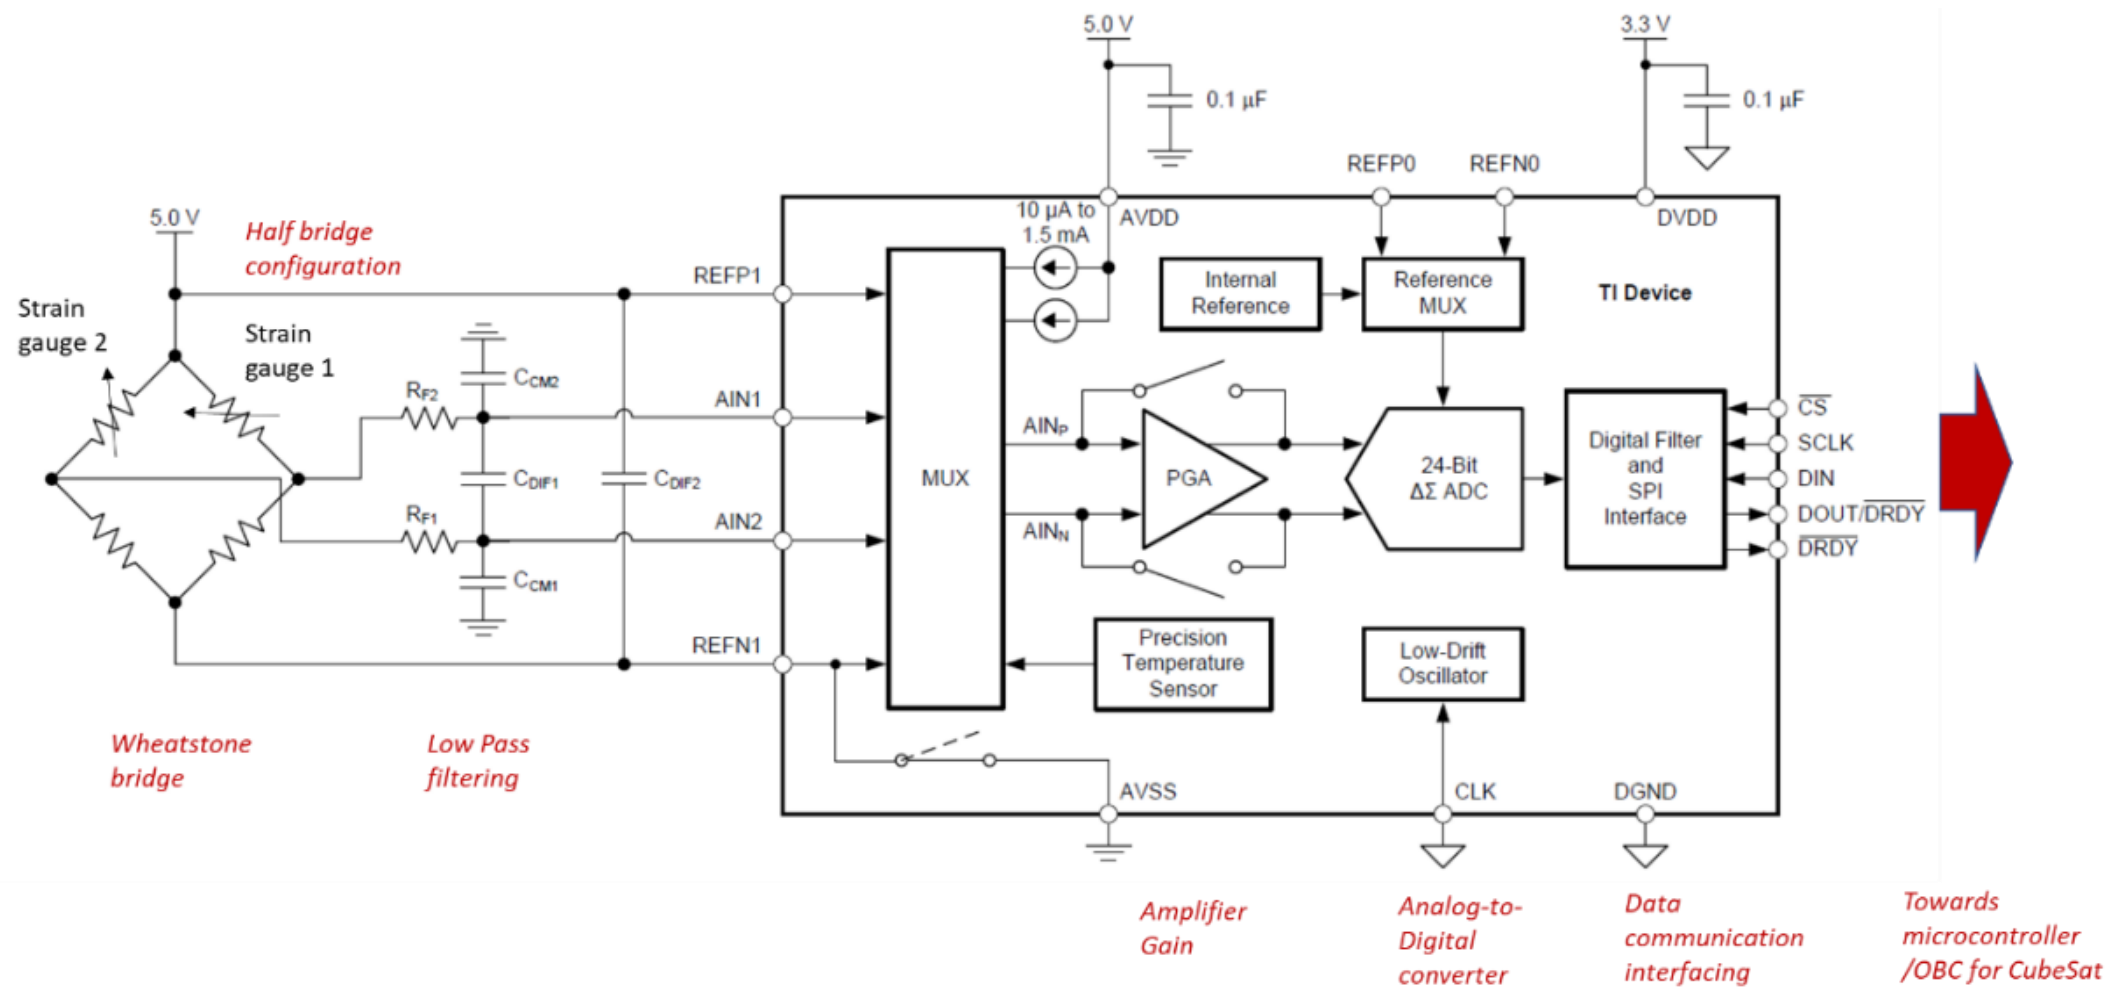 5.0 V
3.3 V
0.1 µF
0.1 µF
REFP0
REFN0
5.0 V
Half bridge
configuration
10 µA to
1.5 mA
AVDD
DVDD
REFP1
Internal
Reference
Reference
MUX
TI Device
Strain
gauge 2
Strain
gauge 1
RF2
CCM2
AIN1
AINP
CS
SCLK
DIN
DOUT/DRDY
DRDY
MUX
PGA
24-Bit
ΔΣ ADC
Digital Filter
and
SPI
Interface
CDIF1
CDIF2
RF1
AIN2
AINN
CCM1
REFN1
Precision
Temperature
Sensor
Low-Drift
Oscillator
Wheatstone
bridge
Low Pass
filtering
AVSS
CLK
DGND
Amplifier
Gain
Analog-to-
Digital
converter
Data
communication
interfacing
Towards
microcontroller
/OBC for CubeSat